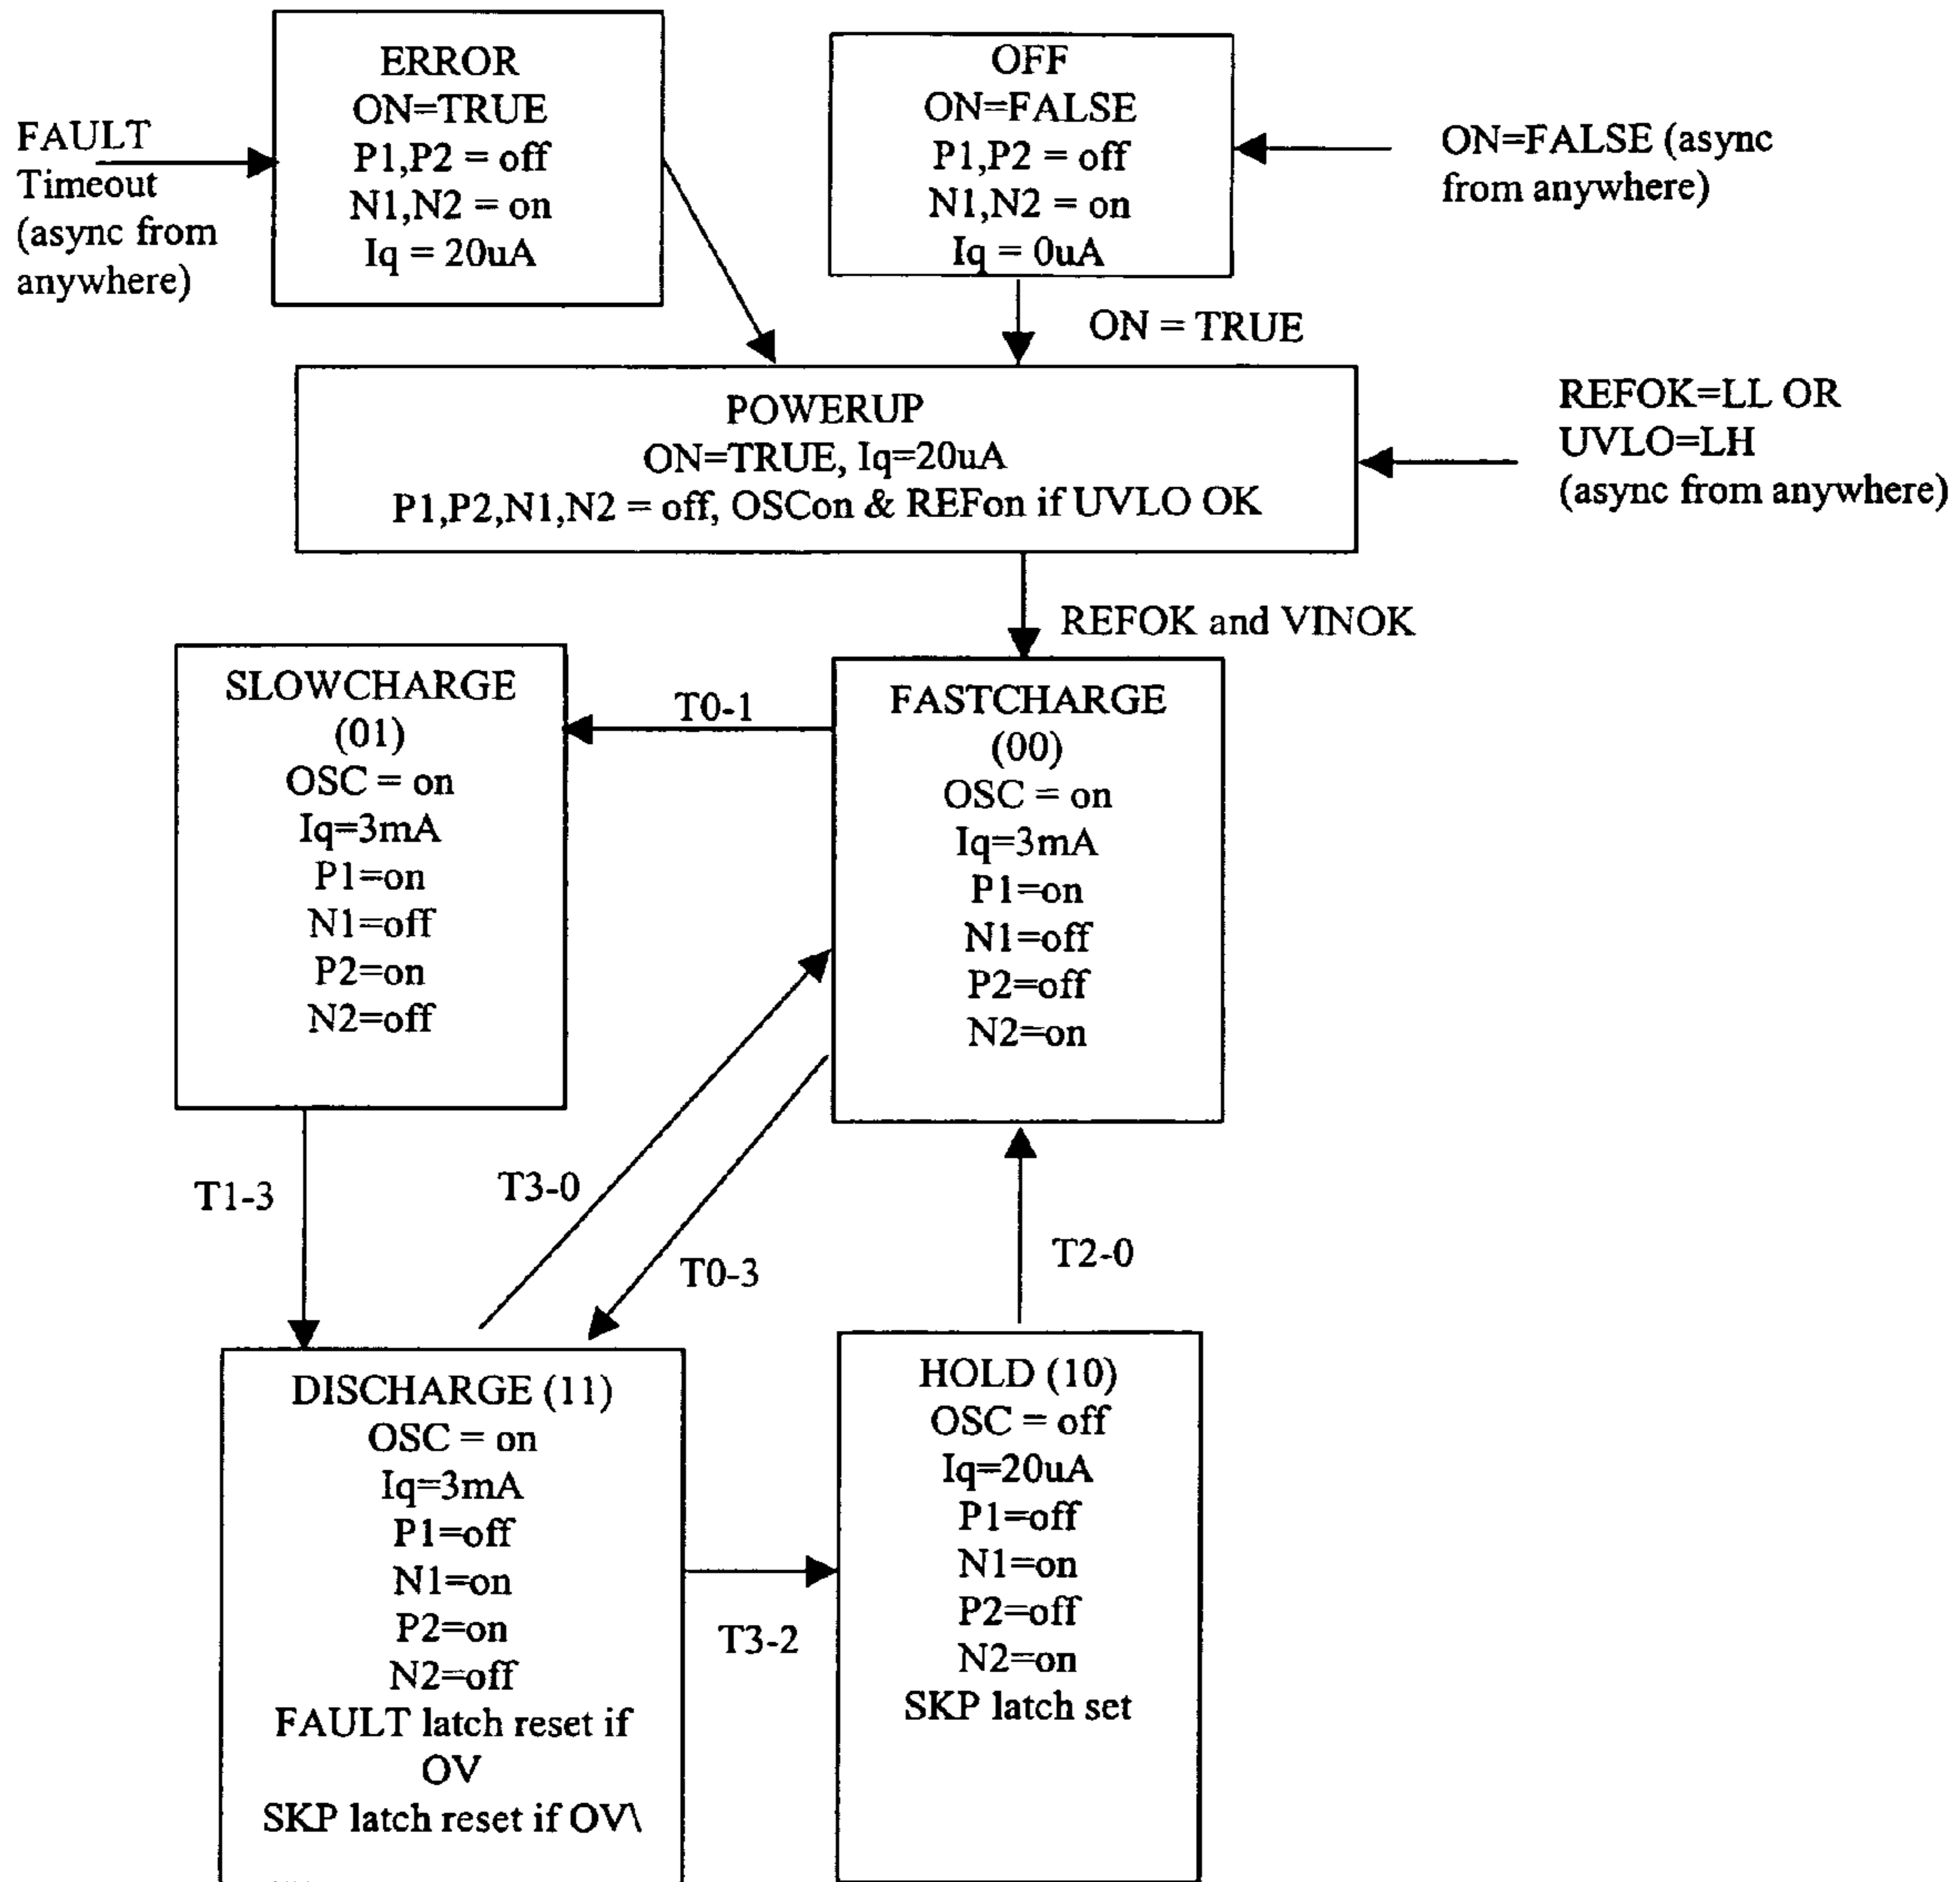 ERROR
ON=TRUE
P1,P2 = off
N1,N2 = on
Iq = 20uA
OFF
ON=FALSE
P1,P2 = off
N1,N2 = on
Iq = 0uA
FAULT
Timeout
(async from
anywhere)
ON=FALSE (async
from anywhere)
ON = TRUE
POWERUP
ON=TRUE, Iq=20uA
P1,P2,N1,N2 = off, OSCon & REFon if UVLO OK
REFOK=LL OR
UVLO=LH
(async from anywhere)
REFOK and VINOK
SLOWCHARGE
(01)
OSC = on
Iq=3mA
P1=on
N1=off
P2=on
N2=off
T0-1
FASTCHARGE
(00)
OSC = on
Iq=3mA
P1=on
N1=off
P2=off
N2=on
T1-3
T3-0
T0-3
T2-0
DISCHARGE (11)
OSC = on
Iq=3mA
P1=off
N1=on
P2=on
N2=off
FAULT latch reset if
OV
SKP latch reset if OV\
T3-2
HOLD (10)
OSC = off
Iq=20uA
P1=off
N1=on
P2=off
N2=on
SKP latch set